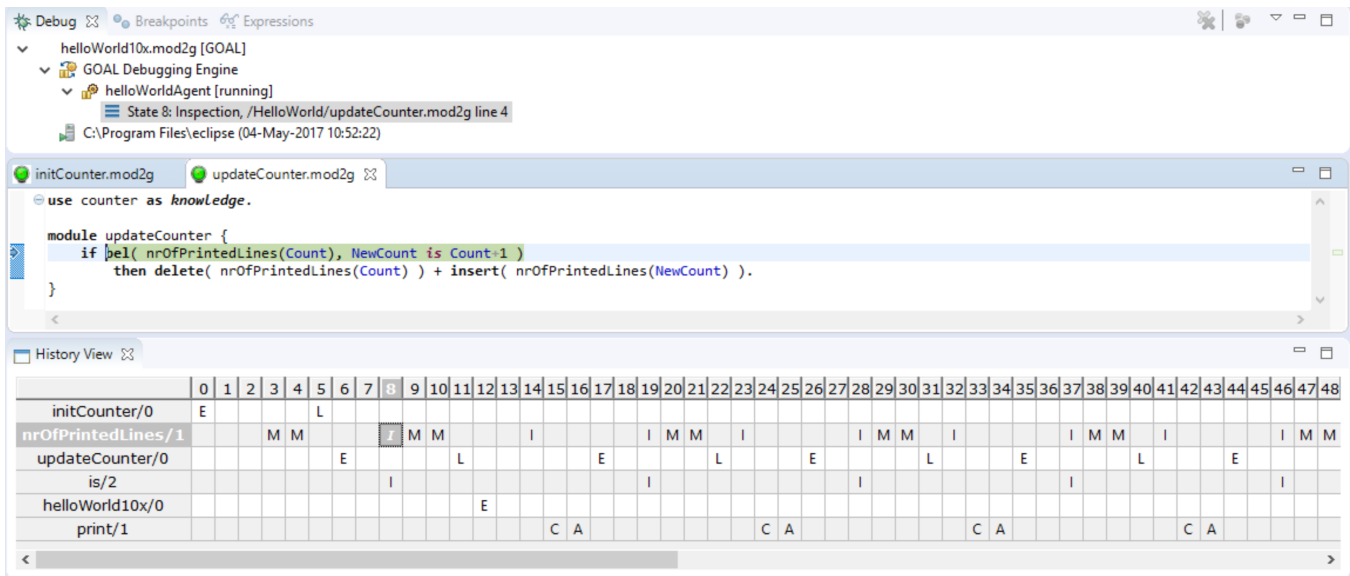 Debug Breakpoints Expressions
helloWorld10x.mod2g [GOAL]
GOAL Debugging Engine
helloWorldAgent [running]
State 8: Inspection, /HelloWorld/updateCounter.mod2g line 4
C:\Program Files\eclipse (04-May-2017 10:52:22)
initCounter.mod2g updateCounter.mod2g
use counter as knowledge.
module updateCounter {
if bel( nrOfPrintedLines(Count), NewCount is Count+1 )
then delete( nrOfPrintedLines(Count) ) + insert( nrOfPrintedLines(NewCount) ).
}
History View
0 1 2 3 4 5 6 7 8 9 10 11 12 13 14 15 16 17 18 19 20 21 22 23 24 25 26 27 28 29 30 31 32 33 34 35 36 37 38 39 40 41 42 43 44 45 46 47 48
initCounter/0 E L
nrOfPrintedLines/1 M M I M M I I M M I I M M I I M M I I M M
updateCounter/0 E L E L E L E L E
is/2 I I I I I
helloWorld10x/0 E
print/1 C A C A C A C A